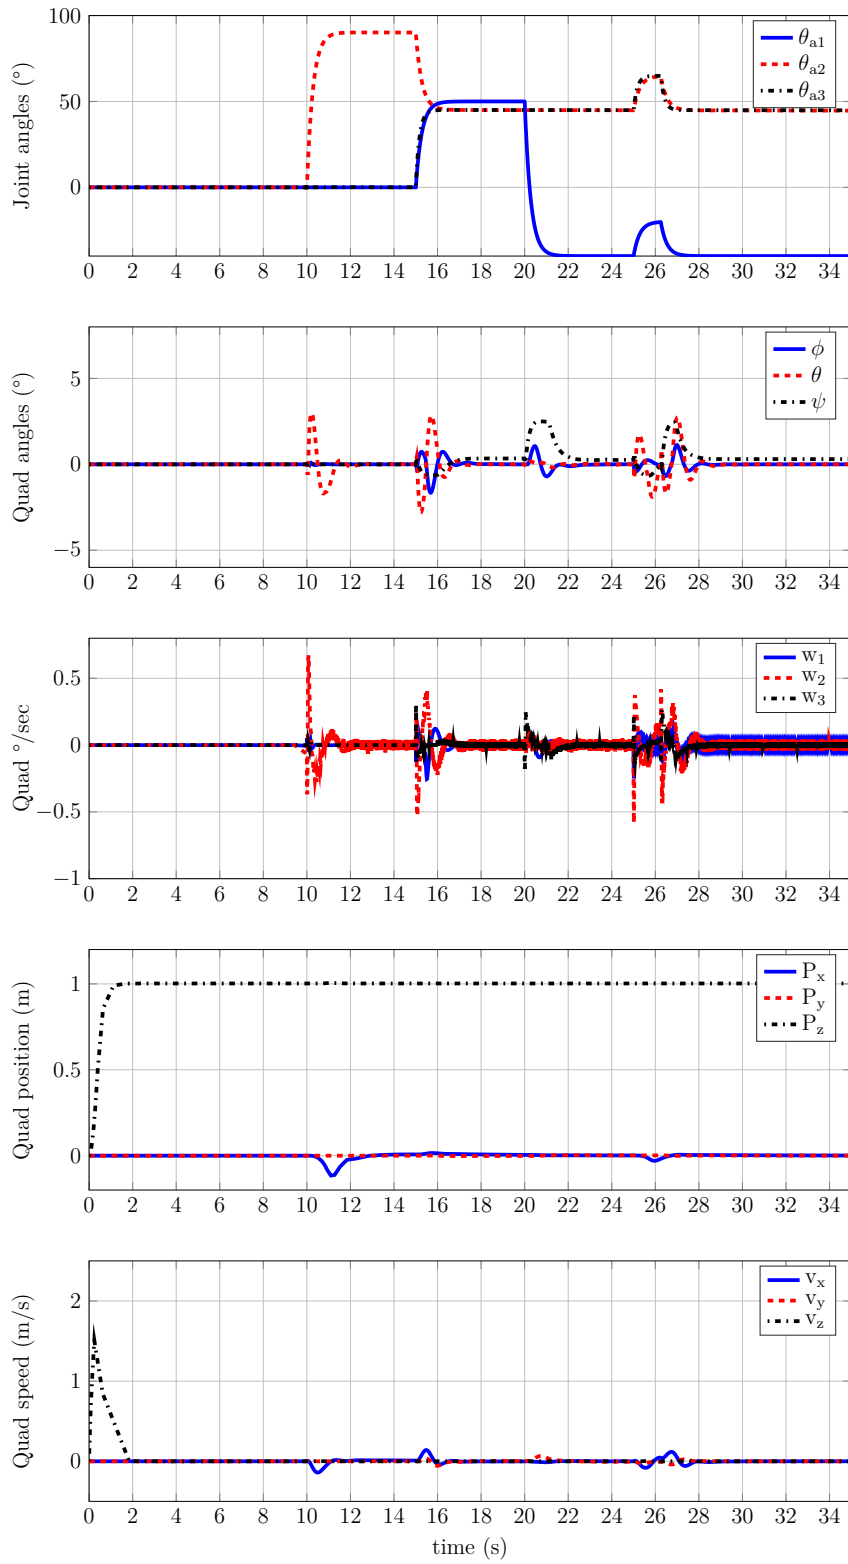 100
50
0
Joint angles (°)
θa1
θa2
θa3
0 2 4 6 8 10 12 14 16 18 20 22 24 26 28 30 32 34
5
0
−5
Quad angles (°)
ϕ
θ
ψ
0 2 4 6 8 10 12 14 16 18 20 22 24 26 28 30 32 34
0.5
0
−0.5
−1
Quad °/sec
w1
w2
w3
0 2 4 6 8 10 12 14 16 18 20 22 24 26 28 30 32 34
1
0.5
0
Quad position (m)
Px
Py
Pz
0 2 4 6 8 10 12 14 16 18 20 22 24 26 28 30 32 34
2
1
0
Quad speed (m/s)
vx
vy
vz
0 2 4 6 8 10 12 14 16 18 20 22 24 26 28 30 32 34
time (s)